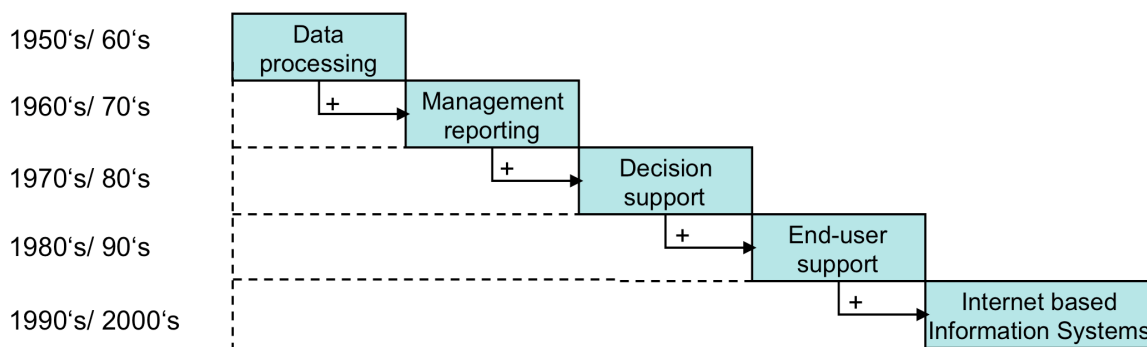 1950‘s/ 60‘s
Data
processing
+
1960‘s/ 70‘s
Management
reporting
+
1970‘s/ 80‘s
Decision
support
+
1980‘s/ 90‘s
End-user
support
+
1990‘s/ 2000‘s
Internet based
Information Systems